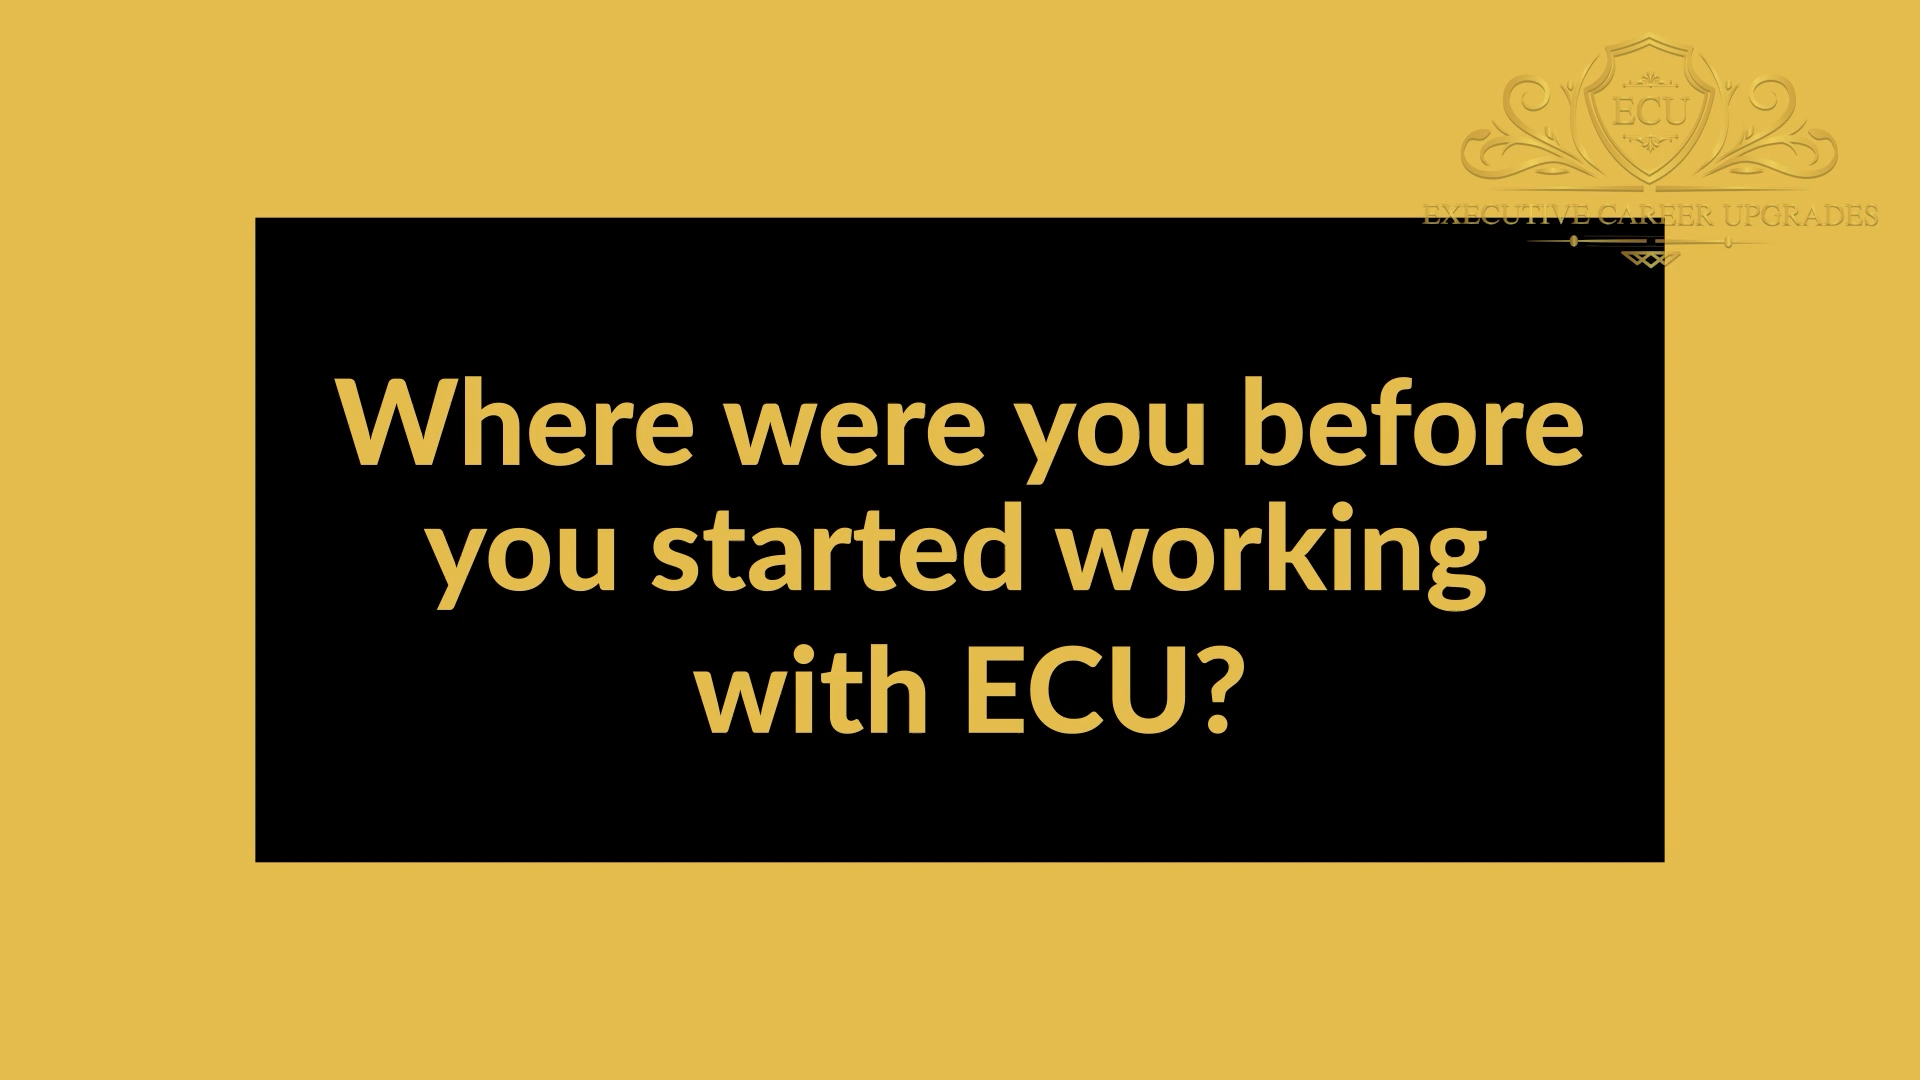 ECU
EXECUTIVE CAREER UPGRADES
Where were you before
you started working
with ECU?